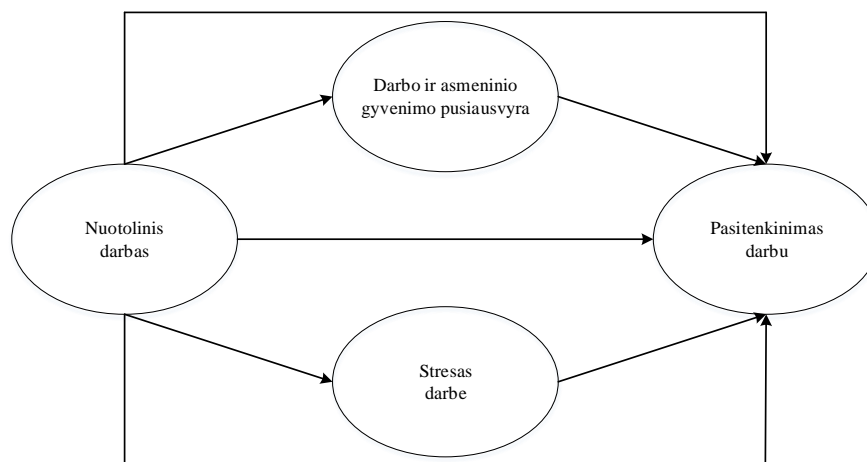 Darbo ir asmeninio
gyvenimo pusiausvyra
Nuotolinis
darbas
Pasitenkinimas
darbu
Stresas
darbe